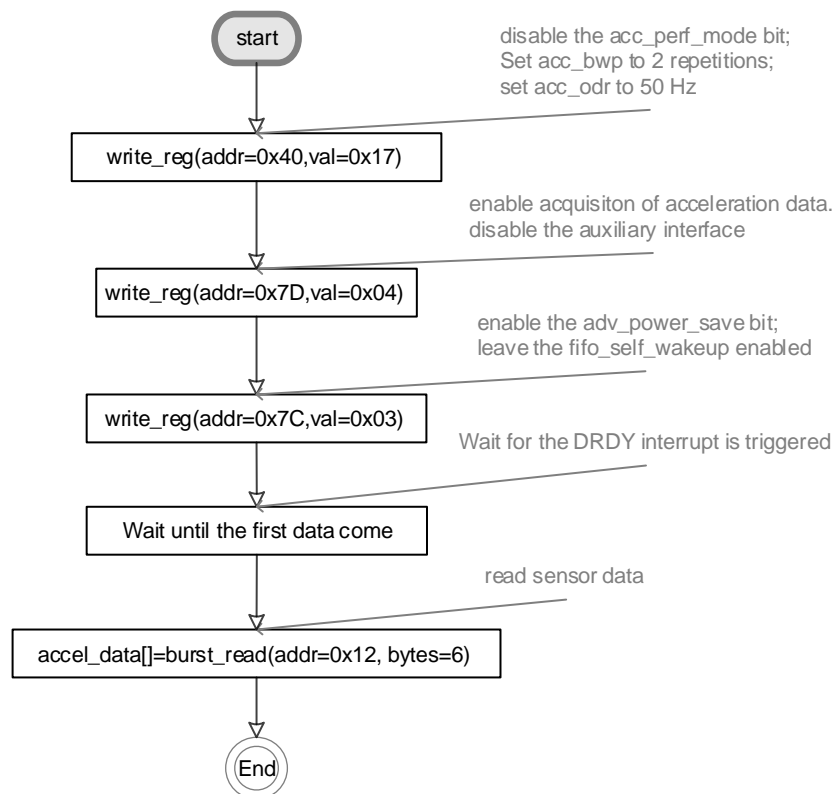 start
disable the acc_perf_mode bit;
Set acc_bwp to 2 repetitions;
set acc_odr to 50 Hz
write_reg(addr=0x40,val=0x17)
enable acquisiton of acceleration data.
disable the auxiliary interface
write_reg(addr=0x7D,val=0x04)
enable the adv_power_save bit;
leave the fifo_self_wakeup enabled
write_reg(addr=0x7C,val=0x03)
Wait for the DRDY interrupt is triggered
Wait until the first data come
read sensor data
accel_data[]=burst_read(addr=0x12, bytes=6)
End